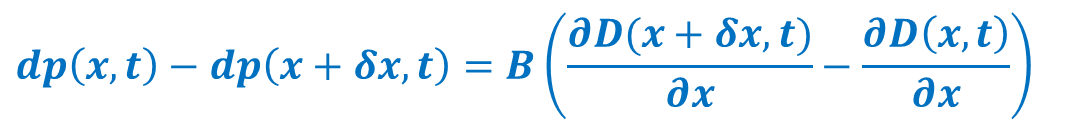 dp(x, t) − dp(x + δx, t) = B (∂D(x + δx, t)/∂x − ∂D(x, t)/∂x)